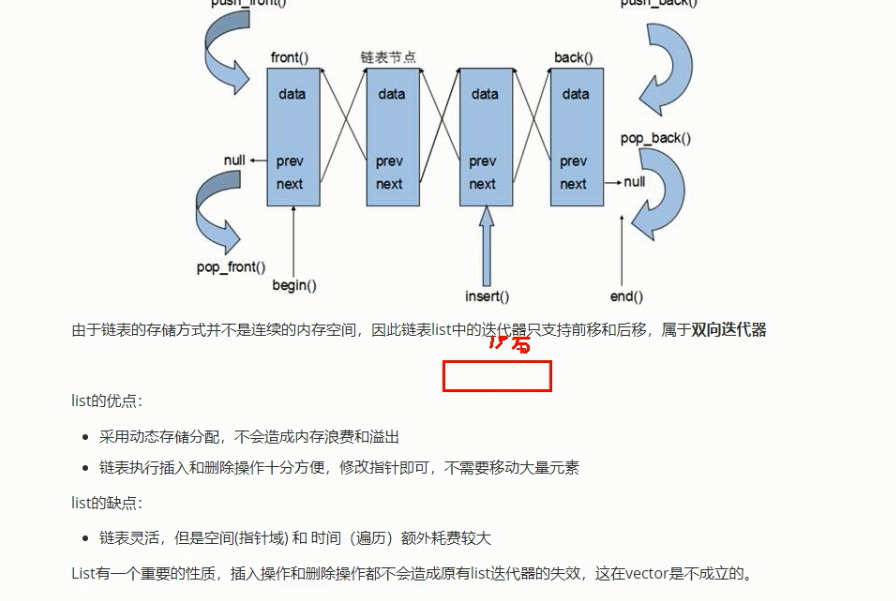 push_front()
push_back()
front()
链表节点
back()
data
data
data
data
pop_back()
null
prev
prev
prev
prev
next
next
next
next
null
pop_front()
begin()
insert()
end()
由于链表的存储方式并不是连续的内存空间，因此链表list中的迭代器只支持前移和后移，属于双向迭代器
list的优点：
采用动态存储分配，不会造成内存浪费和溢出
链表执行插入和删除操作十分方便，修改指针即可，不需要移动大量元素
list的缺点：
链表灵活，但是空间(指针域) 和 时间（遍历）额外耗费较大
List有一个重要的性质，插入操作和删除操作都不会造成原有list迭代器的失效，这在vector是不成立的。